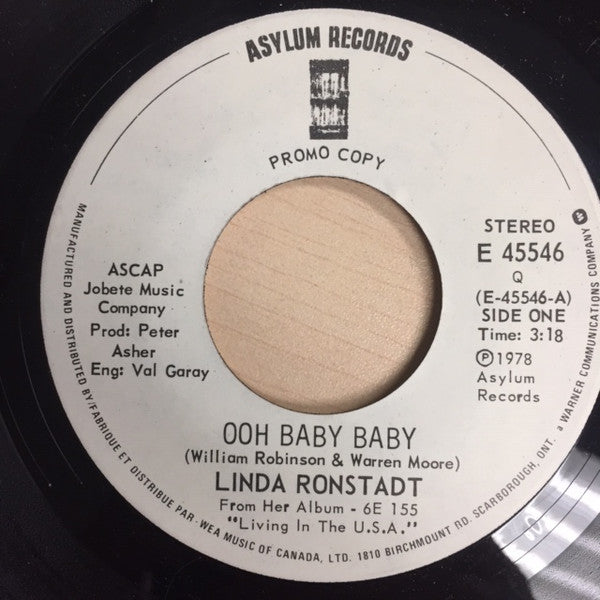 ASYLUM RECORDS
PROMO COPY
ASCAP
Jobete Music
Company
Prod: Peter
Asher
Eng: Val Garay
STEREO
E 45546
Q
(E-45546-A)
SIDE ONE
Time: 3:18
Ⓟ1978
Asylum
Records
OOH BABY BABY
(William Robinson & Warren Moore)
LINDA RONSTADT
From Her Album - 6E 155
"Living In The U.S.A."
MANUFACTURED AND DISTRIBUTED BY/FABRIQUE ET DISTRIBUE PAR: WEA MUSIC OF CANADA, LTD. 1810 BIRCHMOUNT RD. SCARBOROUGH, ONT. a WARNER COMMUNICATIONS COMPANY